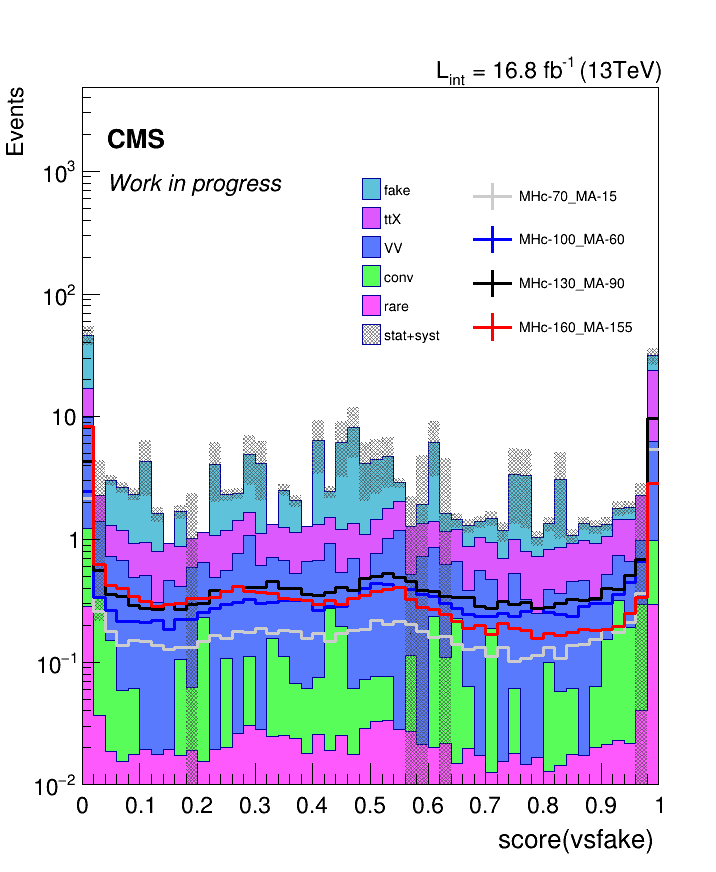 L_int = 16.8 fb^-1 (13TeV)
Events
CMS
Work in progress
fake
ttX
VV
conv
rare
stat+syst
MHc-70_MA-15
MHc-100_MA-60
MHc-130_MA-90
MHc-160_MA-155
10^3
10^2
10
1
10^−1
10^−2
0 0.1 0.2 0.3 0.4 0.5 0.6 0.7 0.8 0.9 1
score(vsfake)